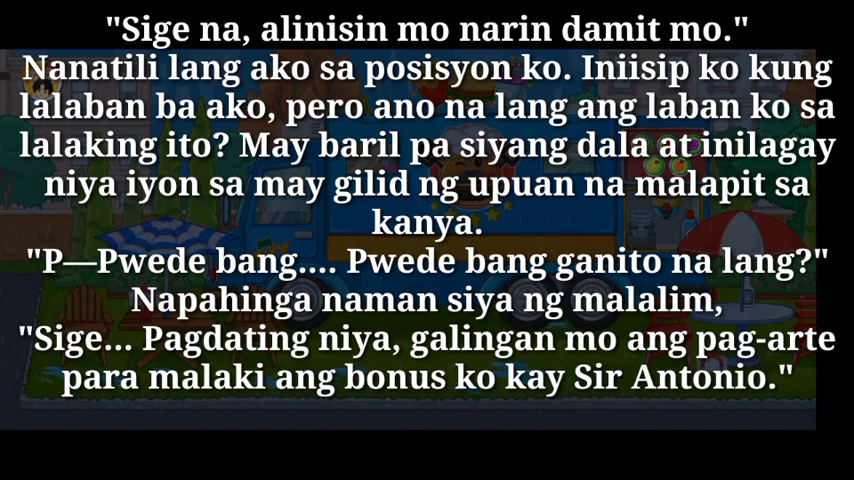 "Sige na, alinisin mo narin damit mo."
Nanatili lang ako sa posisyon ko. Iniisip ko kung
lalaban ba ako, pero ano na lang ang laban ko sa
lalaking ito? May baril pa siyang dala at inilagay
niya iyon sa may gilid ng upuan na malapit sa
kanya.
"P—Pwede bang.... Pwede bang ganito na lang?"
Napahinga naman siya ng malalim,
"Sige... Pagdating niya, galingan mo ang pag-arte
para malaki ang bonus ko kay Sir Antonio."